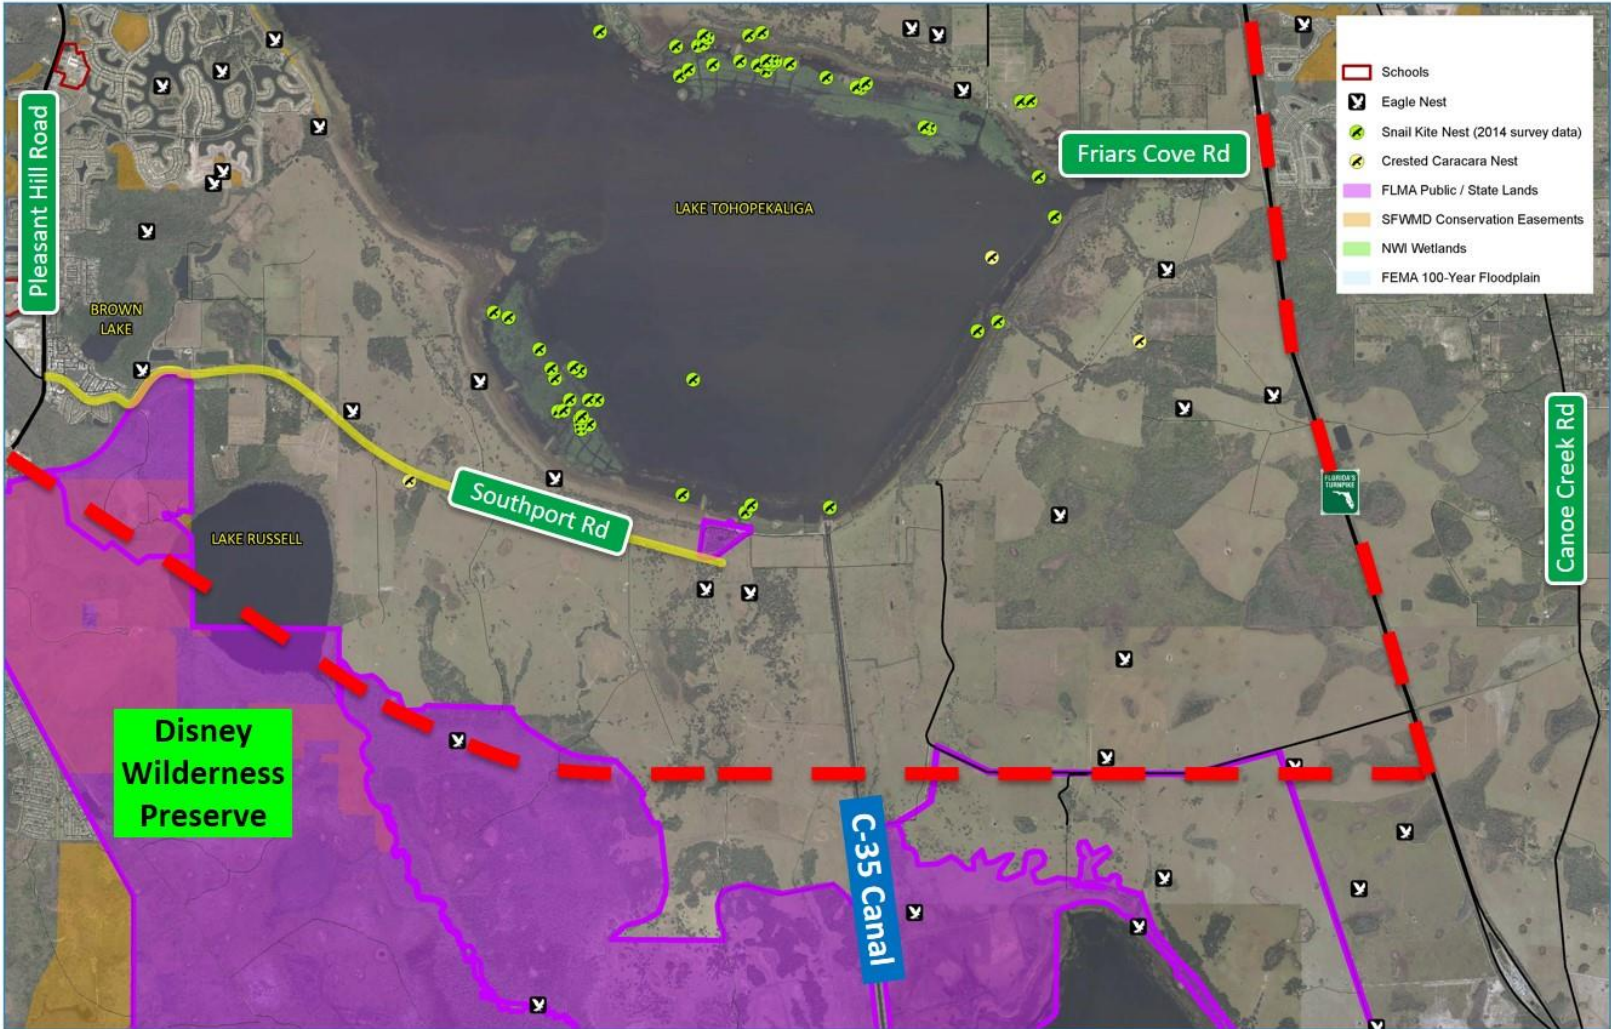 Schools
Eagle Nest
Snail Kite Nest (2014 survey data)
Crested Caracara Nest
FLMA Public / State Lands
SFWMD Conservation Easements
NWI Wetlands
FEMA 100-Year Floodplain
Pleasant Hill Road
Friars Cove Rd
LAKE TOHOPEKALIGA
BROWN
LAKE
Southport Rd
LAKE RUSSELL
FLORIDA'S
TURNPIKE
Canoe Creek Rd
Disney
Wilderness
Preserve
C-35 Canal